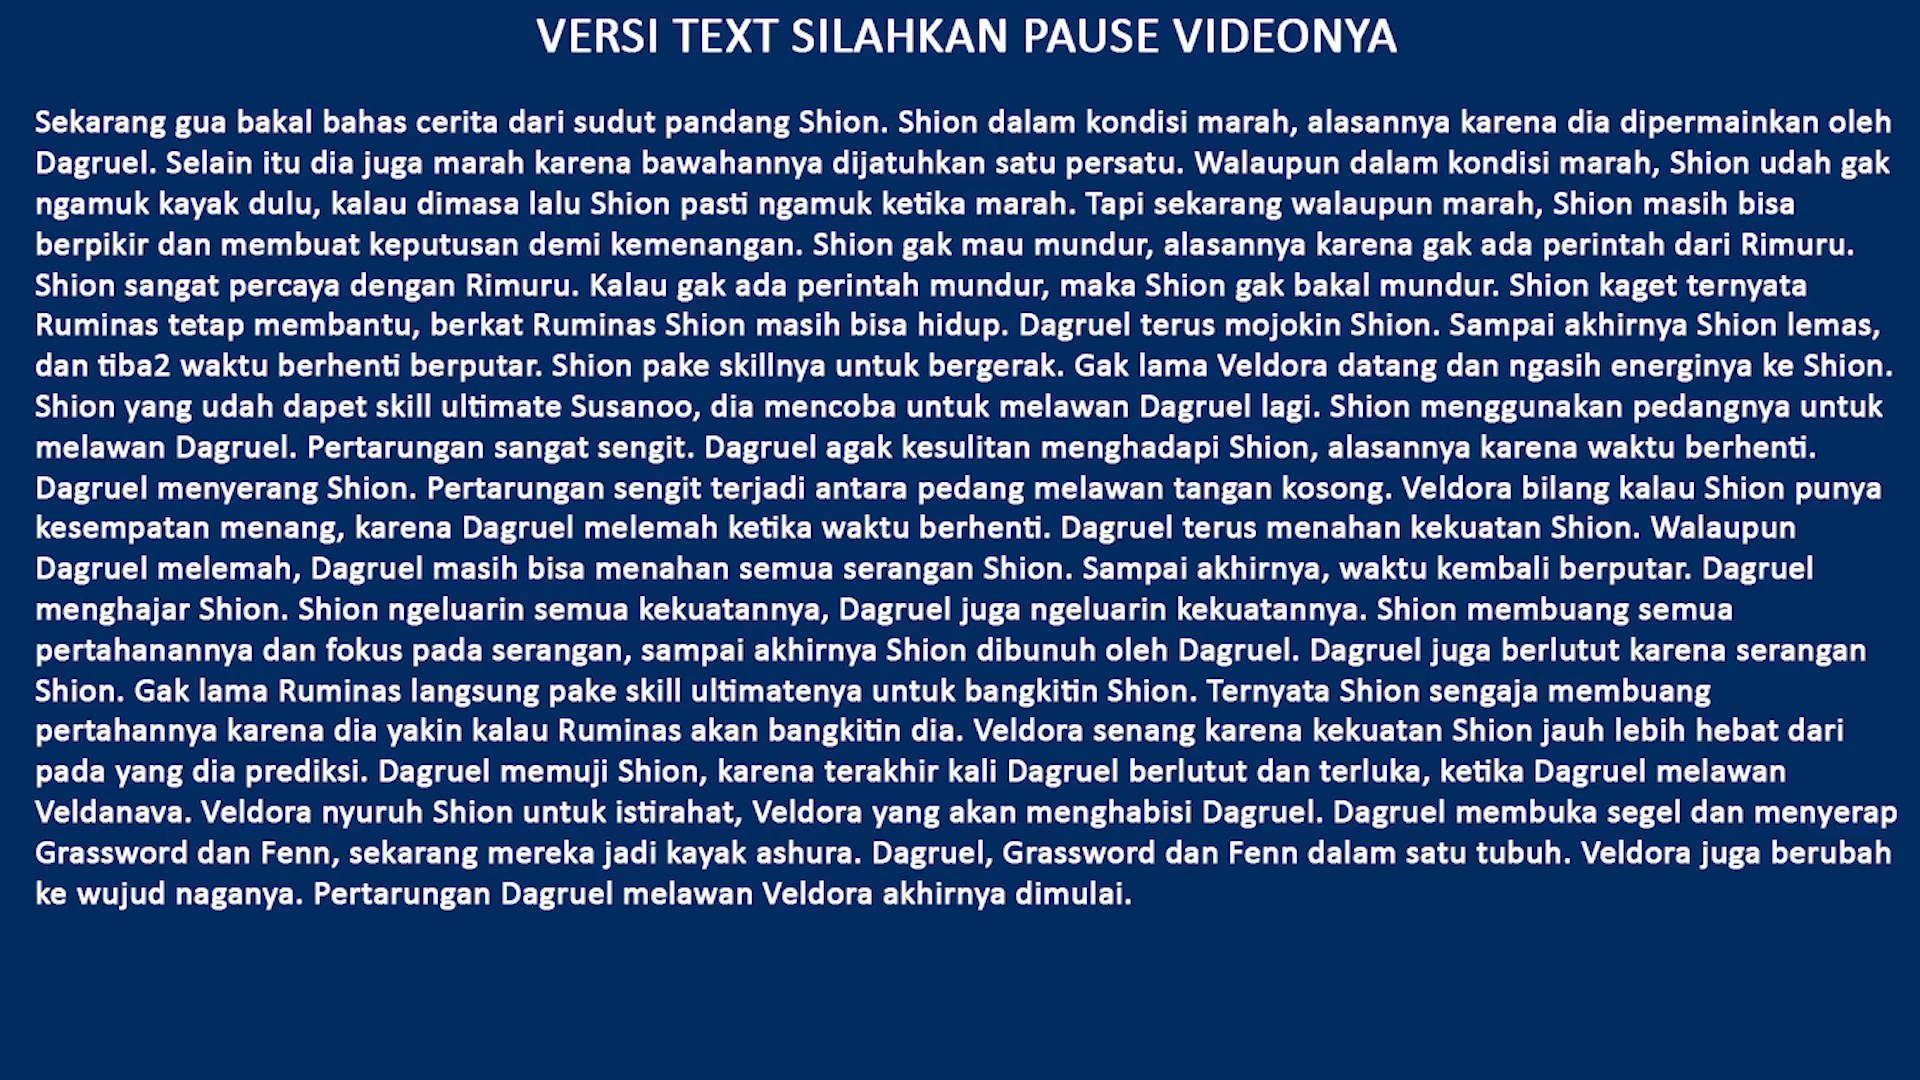 VERSI TEXT SILAHKAN PAUSE VIDEONYA
Sekarang gua bakal bahas cerita dari sudut pandang Shion. Shion dalam kondisi marah, alasannya karena dia dipermainkan oleh
Dagruel. Selain itu dia juga marah karena bawahannya dijatuhkan satu persatu. Walaupun dalam kondisi marah, Shion udah gak
ngamuk kayak dulu, kalau dimasa lalu Shion pasti ngamuk ketika marah. Tapi sekarang walaupun marah, Shion masih bisa
berpikir dan membuat keputusan demi kemenangan. Shion gak mau mundur, alasannya karena gak ada perintah dari Rimuru.
Shion sangat percaya dengan Rimuru. Kalau gak ada perintah mundur, maka Shion gak bakal mundur. Shion kaget ternyata
Ruminas tetap membantu, berkat Ruminas Shion masih bisa hidup. Dagruel terus mojokin Shion. Sampai akhirnya Shion lemas,
dan tiba2 waktu berhenti berputar. Shion pake skillnya untuk bergerak. Gak lama Veldora datang dan ngasih energinya ke Shion.
Shion yang udah dapet skill ultimate Susanoo, dia mencoba untuk melawan Dagruel lagi. Shion menggunakan pedangnya untuk
melawan Dagruel. Pertarungan sangat sengit. Dagruel agak kesulitan menghadapi Shion, alasannya karena waktu berhenti.
Dagruel menyerang Shion. Pertarungan sengit terjadi antara pedang melawan tangan kosong. Veldora bilang kalau Shion punya
kesempatan menang, karena Dagruel melemah ketika waktu berhenti. Dagruel terus menahan kekuatan Shion. Walaupun
Dagruel melemah, Dagruel masih bisa menahan semua serangan Shion. Sampai akhirnya, waktu kembali berputar. Dagruel
menghajar Shion. Shion ngeluarin semua kekuatannya, Dagruel juga ngeluarin kekuatannya. Shion membuang semua
pertahanannya dan fokus pada serangan, sampai akhirnya Shion dibunuh oleh Dagruel. Dagruel juga berlutut karena serangan
Shion. Gak lama Ruminas langsung pake skill ultimatenya untuk bangkitin Shion. Ternyata Shion sengaja membuang
pertahannya karena dia yakin kalau Ruminas akan bangkitin dia. Veldora senang karena kekuatan Shion jauh lebih hebat dari
pada yang dia prediksi. Dagruel memuji Shion, karena terakhir kali Dagruel berlutut dan terluka, ketika Dagruel melawan
Veldanava. Veldora nyuruh Shion untuk istirahat, Veldora yang akan menghabisi Dagruel. Dagruel membuka segel dan menyerap
Grassword dan Fenn, sekarang mereka jadi kayak ashura. Dagruel, Grassword dan Fenn dalam satu tubuh. Veldora juga berubah
ke wujud naganya. Pertarungan Dagruel melawan Veldora akhirnya dimulai.